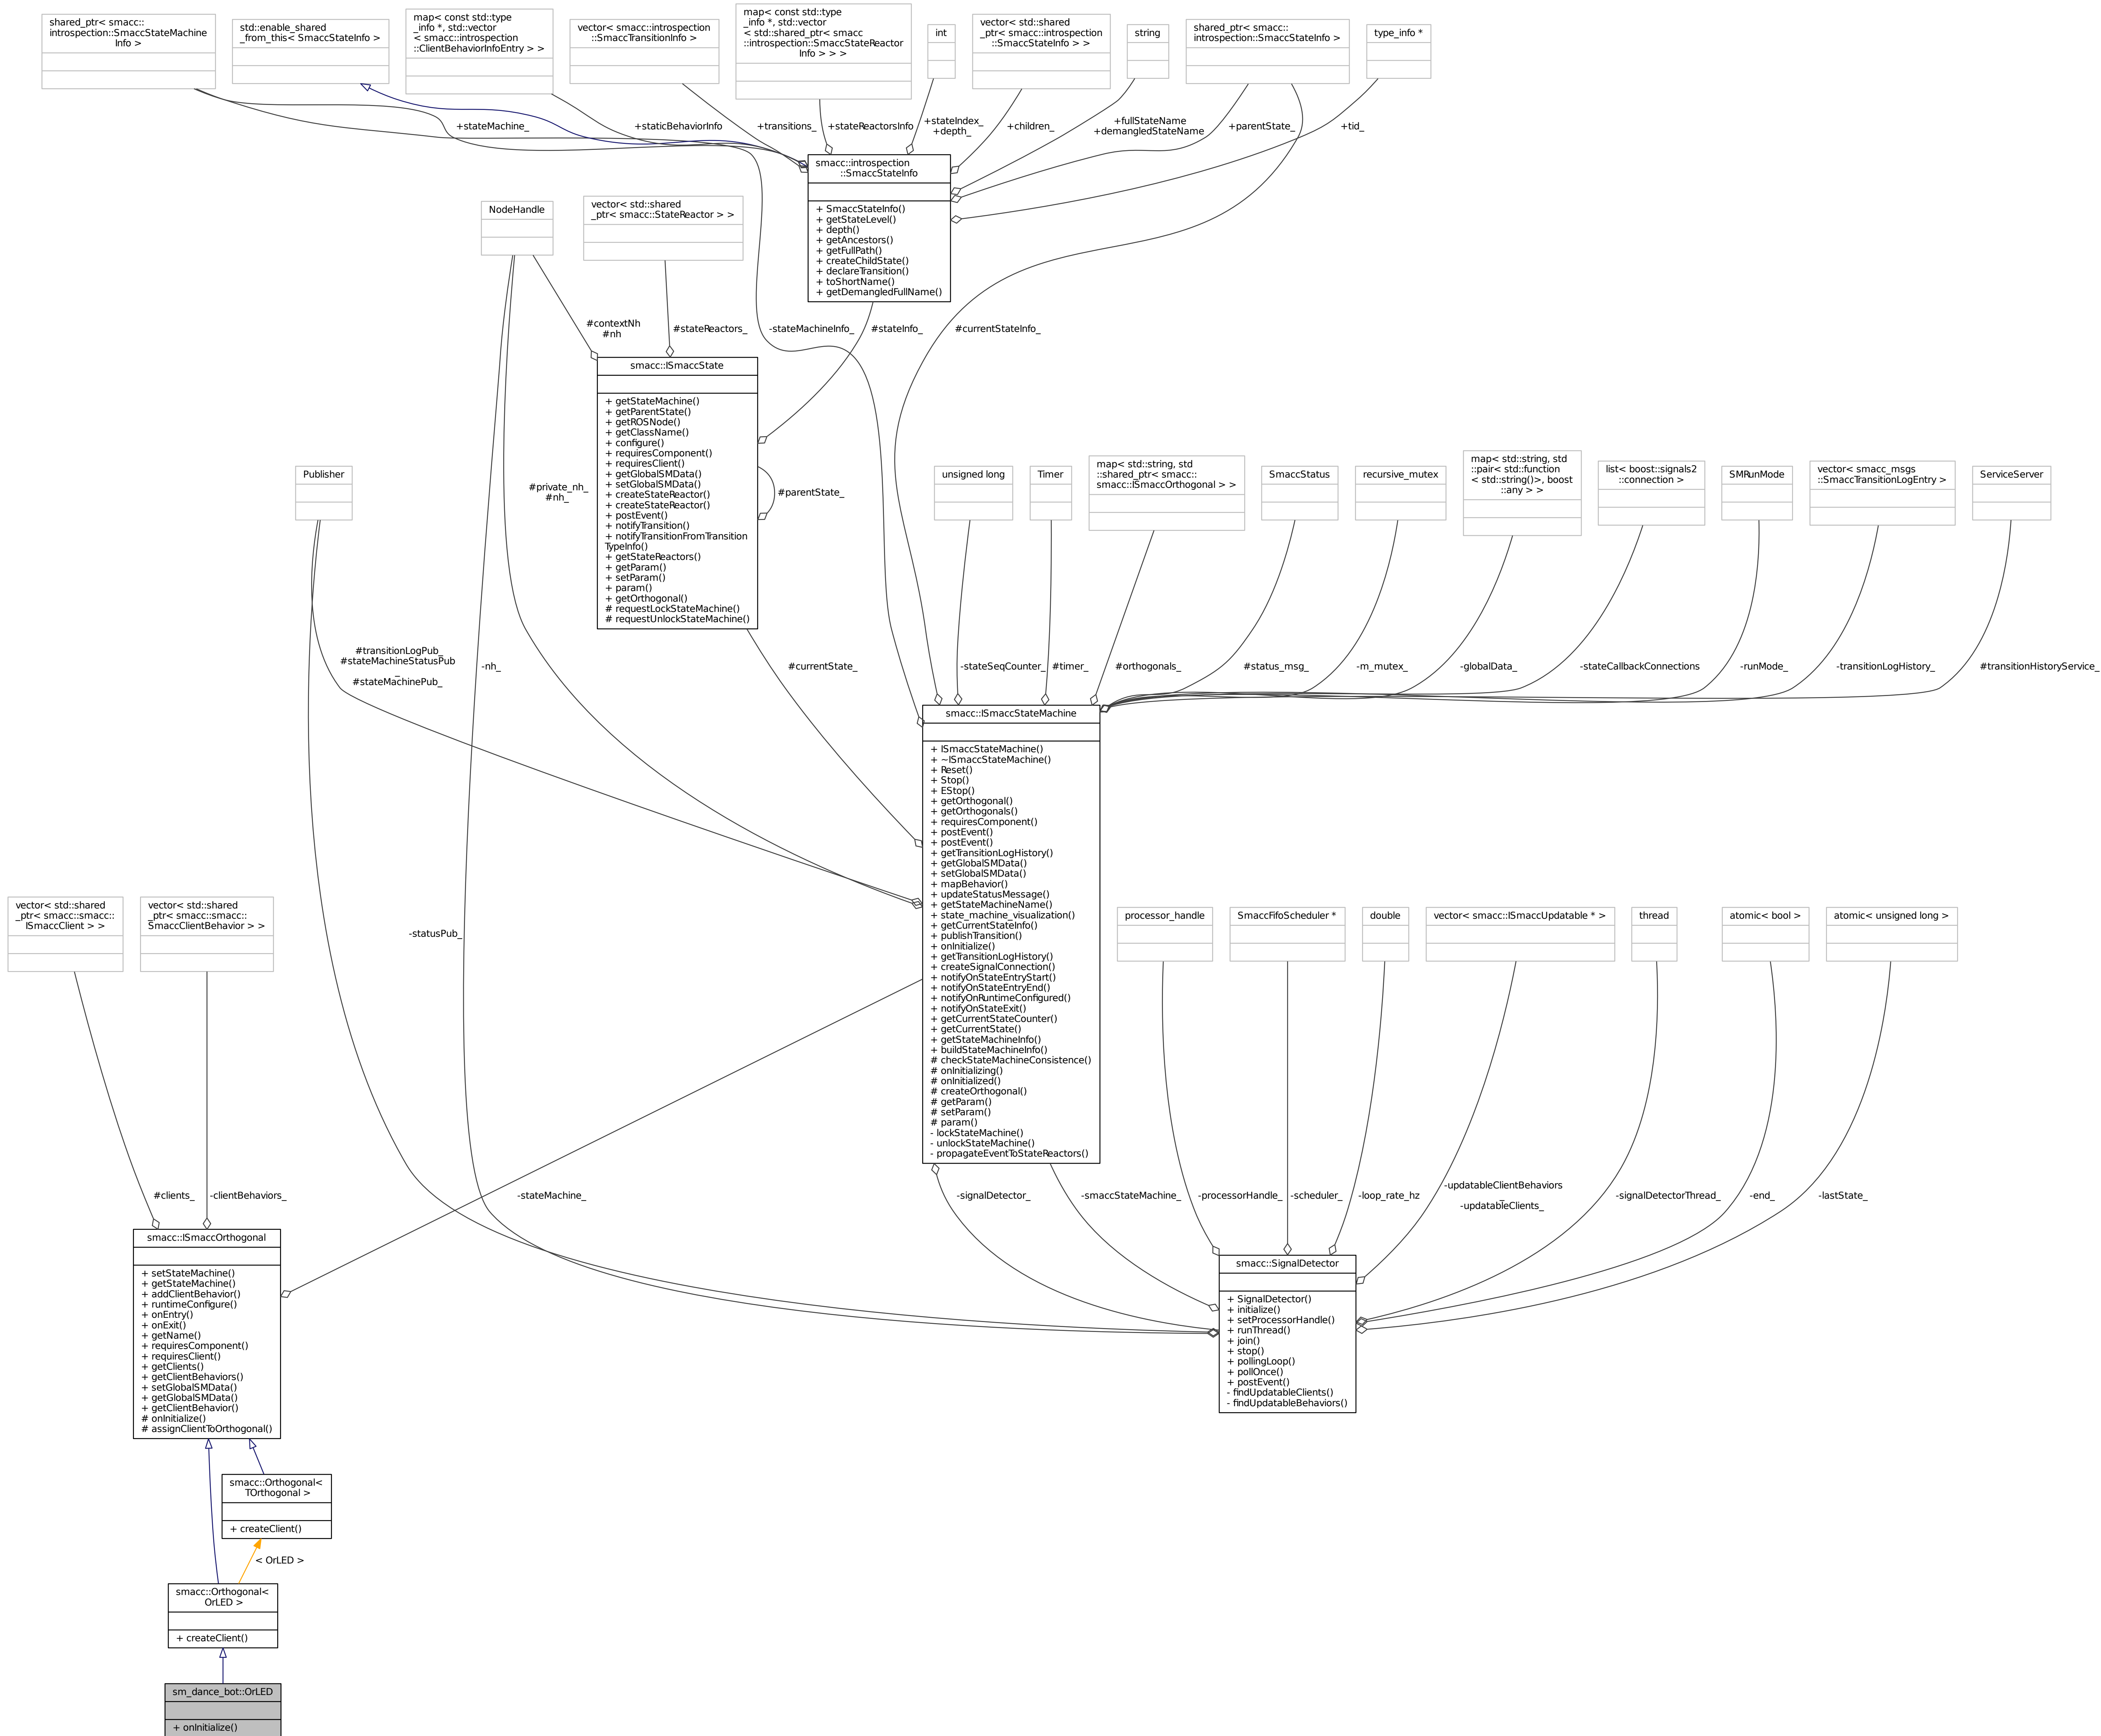 shared_ptr< smacc::
introspection::SmaccStateMachine
Info >
std::enable_shared
_from_this< SmaccStateInfo >
map< const std::type
_info *, std::vector
< smacc::introspection
::ClientBehaviorInfoEntry > >
vector< smacc::introspection
::SmaccTransitionInfo >
map< const std::type
_info *, std::vector
< std::shared_ptr< smacc
::introspection::SmaccStateReactor
Info > > >
int
vector< std::shared
_ptr< smacc::introspection
::SmaccStateInfo > >
string
shared_ptr< smacc::
introspection::SmaccStateInfo >
type_info *
+stateMachine_
+staticBehaviorInfo
+transitions_
+stateReactorsInfo
+stateIndex_
+depth_
+children_
+fullStateName
+demangledStateName
+parentState_
+tid_
smacc::introspection
::SmaccStateInfo
+ SmaccStateInfo()
+ getStateLevel()
+ depth()
+ getAncestors()
+ getFullPath()
+ createChildState()
+ declareTransition()
+ toShortName()
+ getDemangledFullName()
NodeHandle
vector< std::shared
_ptr< smacc::StateReactor > >
#contextNh
#nh
#stateReactors_
-stateMachineInfo_
#stateInfo_
#currentStateInfo_
smacc::ISmaccState
+ getStateMachine()
+ getParentState()
+ getROSNode()
+ getClassName()
+ configure()
+ requiresComponent()
+ requiresClient()
+ getGlobalSMData()
+ setGlobalSMData()
+ createStateReactor()
+ createStateReactor()
+ postEvent()
+ notifyTransition()
+ notifyTransitionFromTransition
TypeInfo()
+ getStateReactors()
+ getParam()
+ setParam()
+ param()
+ getOrthogonal()
# requestLockStateMachine()
# requestUnlockStateMachine()
#parentState_
Publisher
#private_nh_
#nh_
unsigned long
Timer
map< std::string, std
::shared_ptr< smacc::
smacc::ISmaccOrthogonal > >
SmaccStatus
recursive_mutex
map< std::string, std
::pair< std::function
< std::string()>, boost
::any > >
list< boost::signals2
::connection >
SMRunMode
vector< smacc_msgs
::SmaccTransitionLogEntry >
ServiceServer
#transitionLogPub_
#stateMachineStatusPub
_
#stateMachinePub_
-nh_
#currentState_
-stateSeqCounter_
#timer_
#orthogonals_
#status_msg_
-m_mutex_
-globalData_
-stateCallbackConnections
-runMode_
-transitionLogHistory_
#transitionHistoryService_
smacc::ISmaccStateMachine
+ ISmaccStateMachine()
+ ~ISmaccStateMachine()
+ Reset()
+ Stop()
+ EStop()
+ getOrthogonal()
+ getOrthogonals()
+ requiresComponent()
+ postEvent()
+ postEvent()
+ getTransitionLogHistory()
+ getGlobalSMData()
+ setGlobalSMData()
+ mapBehavior()
+ updateStatusMessage()
+ getStateMachineName()
+ state_machine_visualization()
+ getCurrentStateInfo()
+ publishTransition()
+ onInitialize()
+ getTransitionLogHistory()
+ createSignalConnection()
+ notifyOnStateEntryStart()
+ notifyOnStateEntryEnd()
+ notifyOnRuntimeConfigured()
+ notifyOnStateExit()
+ getCurrentStateCounter()
+ getCurrentState()
+ getStateMachineInfo()
+ buildStateMachineInfo()
# checkStateMachineConsistence()
# onInitializing()
# onInitialized()
# createOrthogonal()
# getParam()
# setParam()
# param()
- lockStateMachine()
- unlockStateMachine()
- propagateEventToStateReactors()
vector< std::shared
_ptr< smacc::smacc::
ISmaccClient > >
vector< std::shared
_ptr< smacc::smacc::
SmaccClientBehavior > >
-statusPub_
processor_handle
SmaccFifoScheduler *
double
vector< smacc::ISmaccUpdatable * >
thread
atomic< bool >
atomic< unsigned long >
#clients_
-clientBehaviors_
-stateMachine_
-signalDetector_
-smaccStateMachine_
-processorHandle_
-scheduler_
-loop_rate_hz
-updatableClientBehaviors
_
-updatableClients_
-signalDetectorThread_
-end_
-lastState_
smacc::ISmaccOrthogonal
+ setStateMachine()
+ getStateMachine()
+ addClientBehavior()
+ runtimeConfigure()
+ onEntry()
+ onExit()
+ getName()
+ requiresComponent()
+ requiresClient()
+ getClients()
+ getClientBehaviors()
+ setGlobalSMData()
+ getGlobalSMData()
+ getClientBehavior()
# onInitialize()
# assignClientToOrthogonal()
smacc::SignalDetector
+ SignalDetector()
+ initialize()
+ setProcessorHandle()
+ runThread()
+ join()
+ stop()
+ pollingLoop()
+ pollOnce()
+ postEvent()
- findUpdatableClients()
- findUpdatableBehaviors()
smacc::Orthogonal<
TOrthogonal >
+ createClient()
< OrLED >
smacc::Orthogonal<
OrLED >
+ createClient()
sm_dance_bot::OrLED
+ onInitialize()